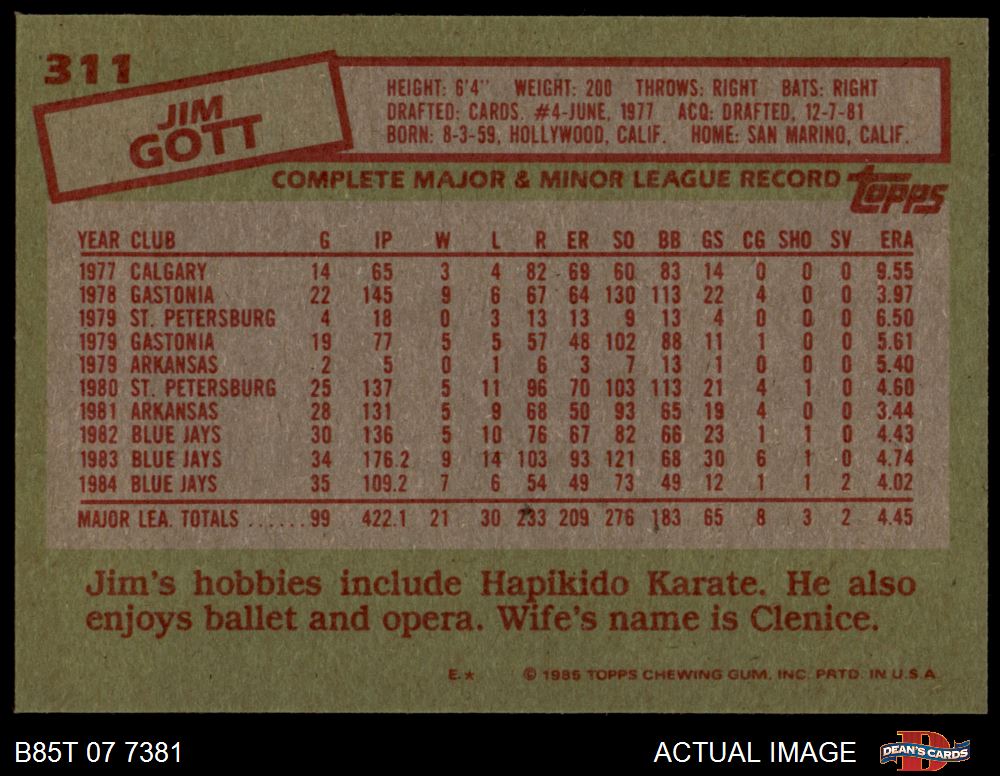 311
JIM
GOTT
HEIGHT: 6'4" WEIGHT: 200 THROWS: RIGHT BATS: RIGHT
DRAFTED: CARDS. #4-JUNE, 1977 ACQ: DRAFTED, 12-7-81
BORN: 8-3-59, HOLLYWOOD, CALIF. HOME: SAN MARINO, CALIF.
COMPLETE MAJOR & MINOR LEAGUE RECORD topps
YEAR CLUB G IP W L R ER SO BB GS CG SHO SV ERA
1977 CALGARY 14 65 3 4 82 69 60 83 14 0 0 0 9.55
1978 GASTONIA 22 145 9 6 67 64 130 113 22 4 0 0 3.97
1979 ST. PETERSBURG 4 18 0 3 13 13 9 13 4 0 0 0 6.50
1979 GASTONIA 19 77 5 5 57 48 102 88 11 1 0 0 5.61
1979 ARKANSAS 2 5 0 1 6 3 7 13 1 0 0 0 5.40
1980 ST. PETERSBURG 25 137 5 11 96 70 103 113 21 4 1 0 4.60
1981 ARKANSAS 28 131 5 9 68 50 93 65 19 4 0 0 3.44
1982 BLUE JAYS 30 136 5 10 76 67 82 66 23 1 1 0 4.43
1983 BLUE JAYS 34 176.2 9 14 103 93 121 68 30 6 1 0 4.74
1984 BLUE JAYS 35 109.2 7 6 54 49 73 49 12 1 1 2 4.02
MAJOR LEA. TOTALS ......99 422.1 21 30 233 209 276 183 65 8 3 2 4.45
Jim's hobbies include Hapikido Karate. He also
enjoys ballet and opera. Wife's name is Clenice.
E.* © 1985 TOPPS CHEWING GUM, INC. PRTD. IN U.S.A.
B85T 07 7381 ACTUAL IMAGE DEAN'S CARDS